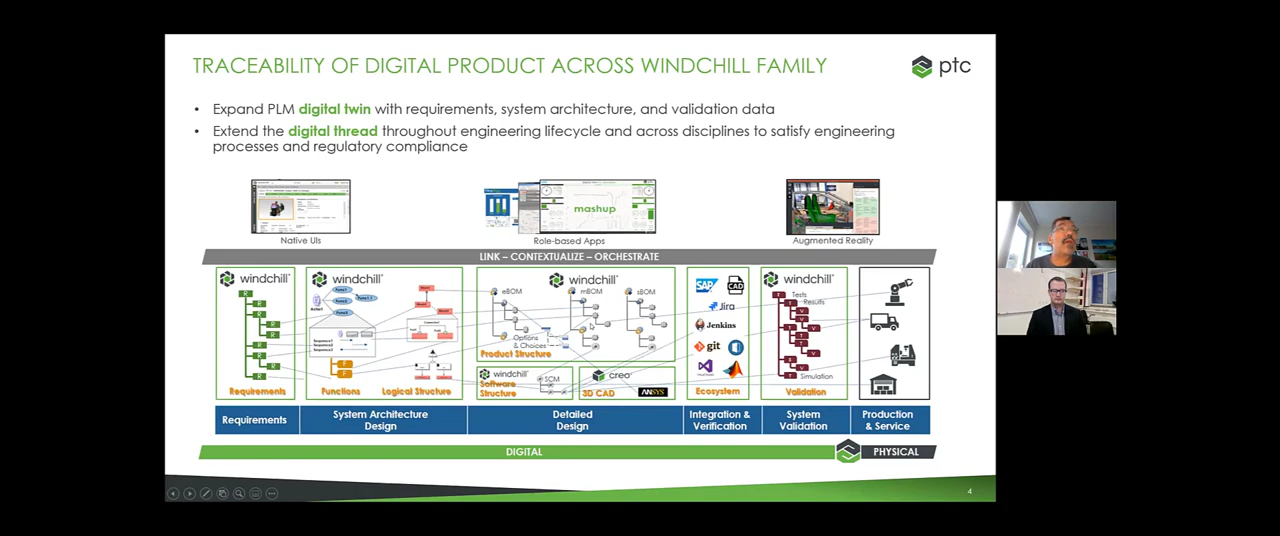 TRACEABILITY OF DIGITAL PRODUCT ACROSS WINDCHILL FAMILY
ptc
• Expand PLM digital twin with requirements, system architecture, and validation data
• Extend the digital thread throughout engineering lifecycle and across disciplines to satisfy engineering
processes and regulatory compliance
mashup
Native UIs
Role-based Apps
Augmented Reality
LINK – CONTEXTUALIZE – ORCHESTRATE
windchill
R
R
R
R
R
R
R
Requirements
windchill
Actor1
F
F
Functions
Logical Structure
windchill
eBOM
mBOM
sBOM
Options
& Choices
Product Structure
windchill
SCM
Software
Structure
creo
3D CAD
ANSYS
SAP
CAD
Jira
Jenkins
git
Ecosystem
windchill
Tests
Results
Simulation
Validation
Requirements
System Architecture
Design
Detailed
Design
Integration &
Verification
System
Validation
Production
& Service
DIGITAL
PHYSICAL
4